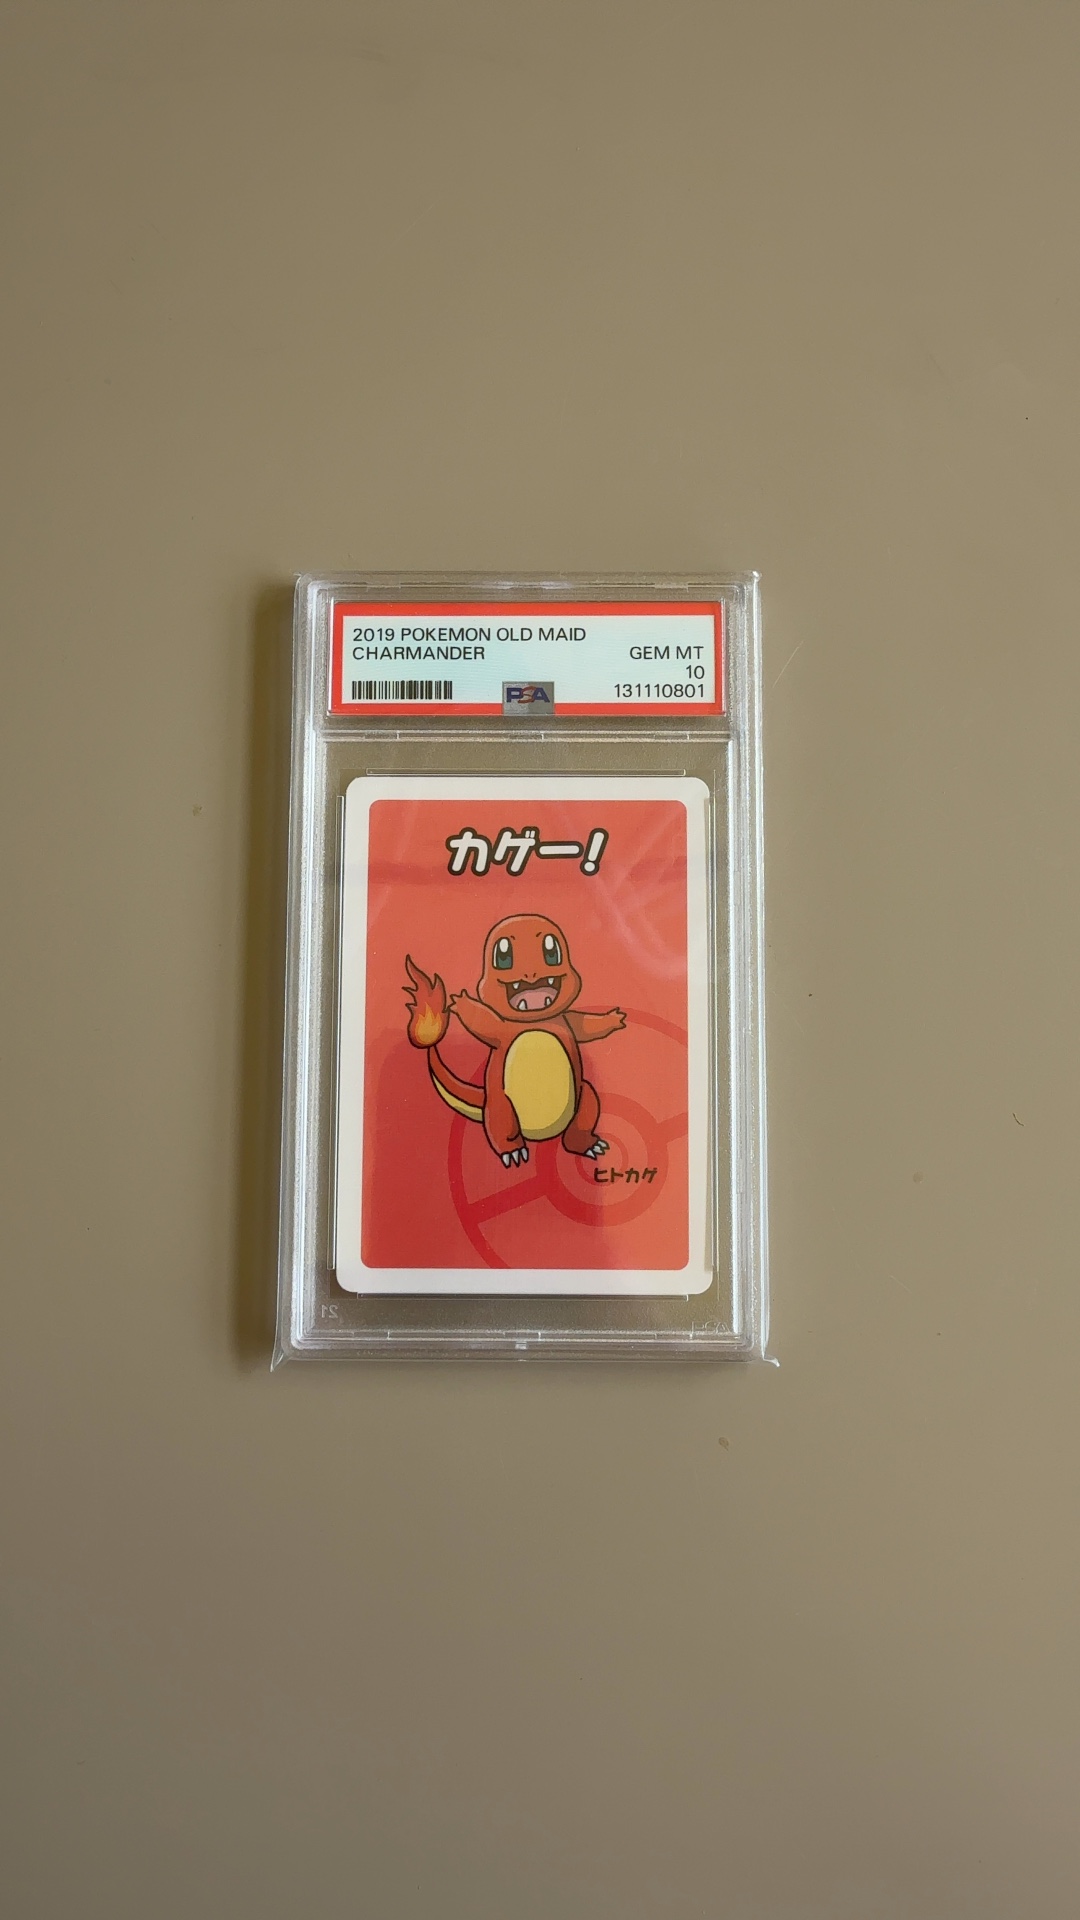 2019 POKEMON OLD MAID
CHARMANDER
GEM MT
10
131110801
PSA
カゲー!
ヒトカゲ